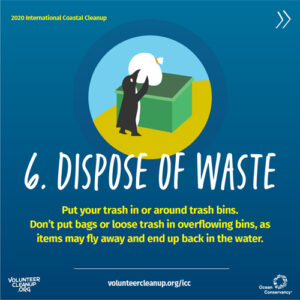 2020 International Coastal Cleanup
6. DISPOSE OF WASTE
Put your trash in or around trash bins.
Don't put bags or loose trash in overflowing bins, as
items may fly away and end up back in the water.
VOLUNTEER
CLEANUP
.ORG
volunteercleanup.org/icc
Ocean
Conservancy